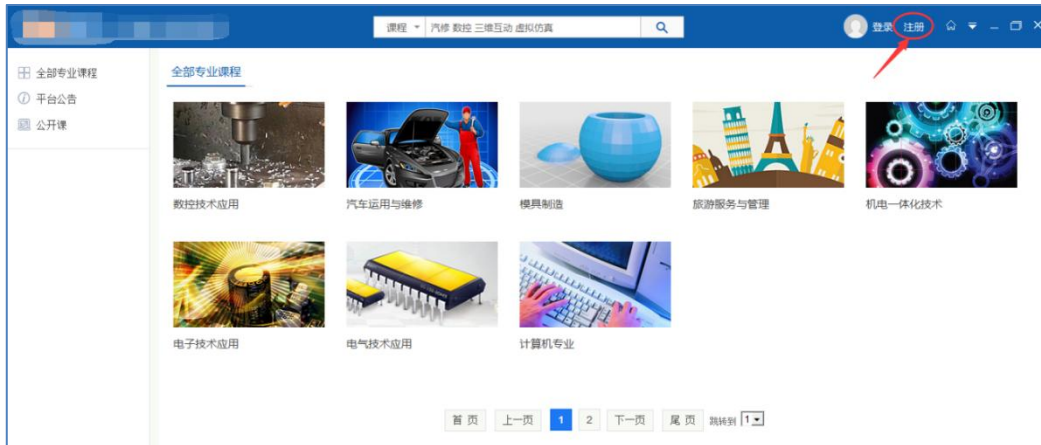 课程 汽修 数控 三维互动 虚拟仿真 登录 注册
全部专业课程
平台公告
公开课
全部专业课程
数控技术应用 汽车运用与维修 模具制造 旅游服务与管理 机电一体化技术
电子技术应用 电气技术应用 计算机专业
首 页 上一页 1 2 下一页 尾 页 跳转到 1